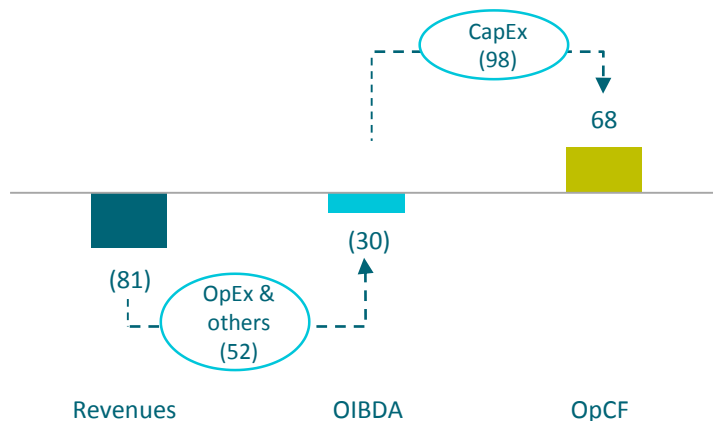 CapEx
(98)
68
(30)
(81)
OpEx &
others
(52)
Revenues
OIBDA
OpCF